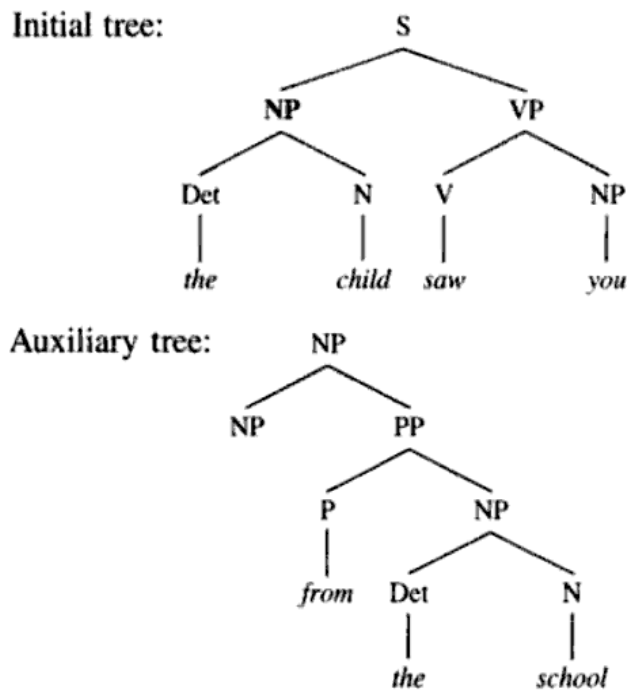 Initial tree:
S
NP VP
Det N V NP
the child saw you
Auxiliary tree:
NP
NP PP
P NP
from Det N
the school